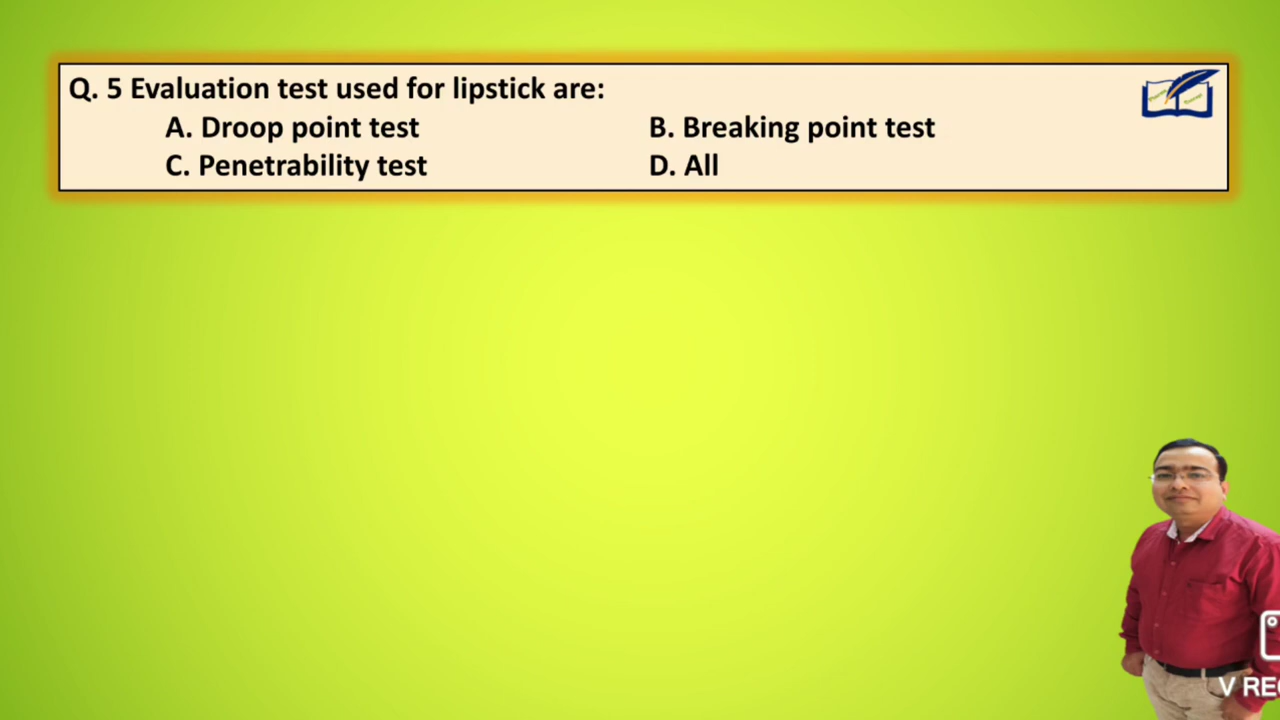 Q. 5 Evaluation test used for lipstick are:
A. Droop point test B. Breaking point test
C. Penetrability test D. All
V REC